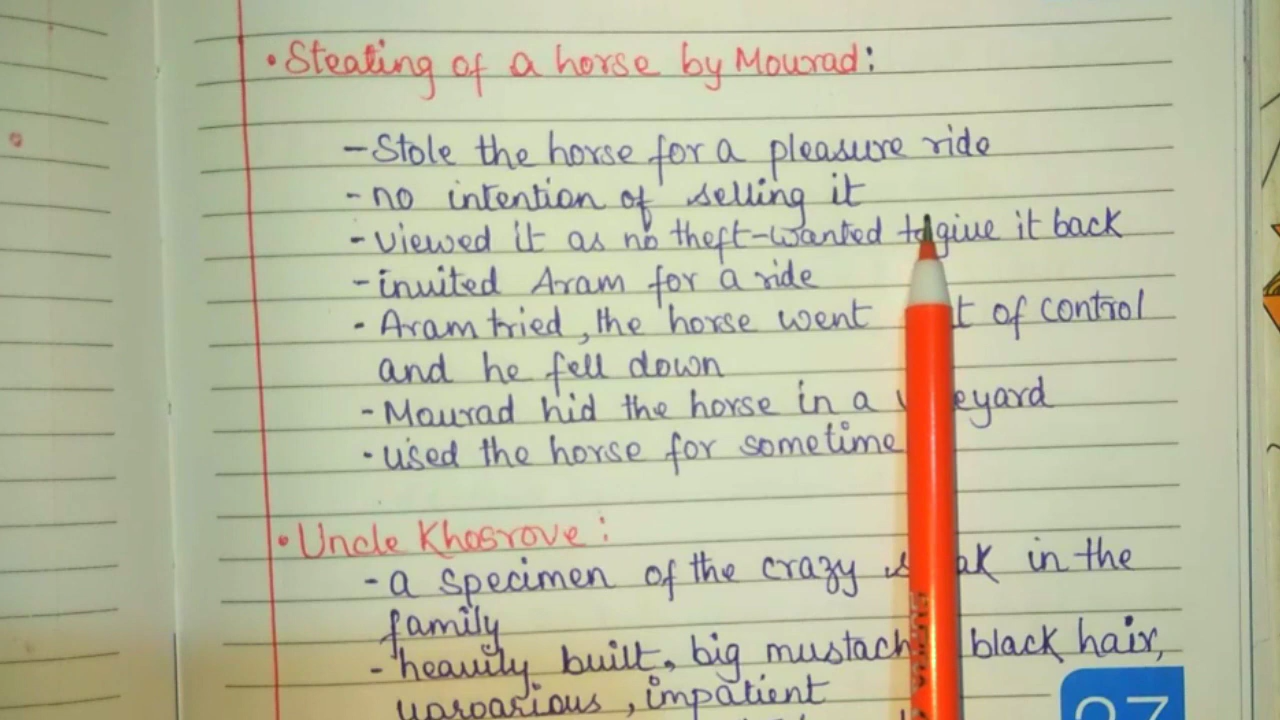 • Stealing of a horse by Mourad:
- Stole the horse for a pleasure ride
- no intention of selling it
- viewed it as no theft - wanted to give it back
- invited Aram for a ride
- Aram tried, the horse went t of control
and he fell down
- Mourad hid the horse in a eyard
- used the horse for sometime
• Uncle Khosrove:
- a specimen of the crazy s ak in the
family
- heavily built, big mustach black hair,
uproarious, impatient
27